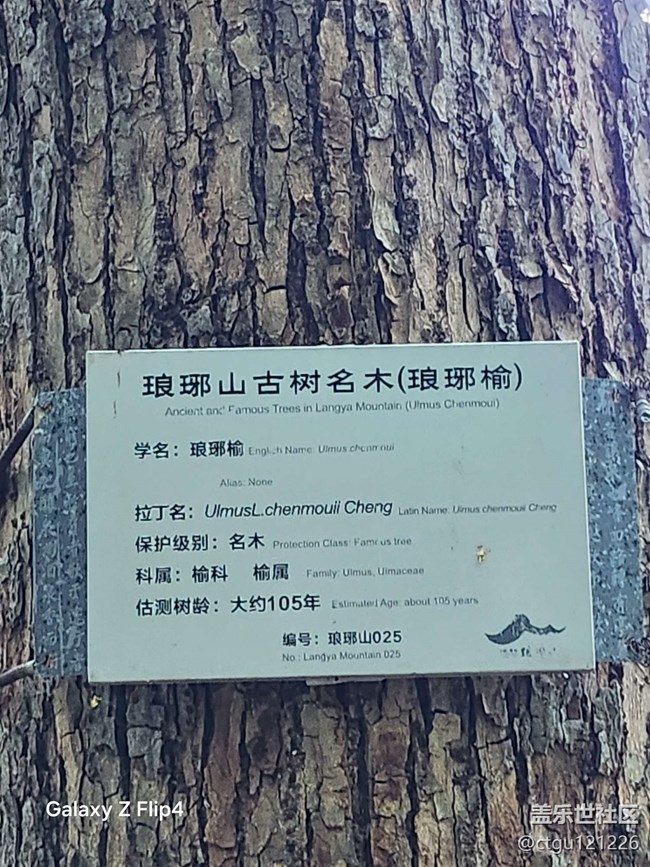 琅琊山古树名木(琅琊榆)
Ancient and Famous Trees in Langya Mountain (Ulmus Chenmoui)
学名：琅琊榆 English Name: Ulmus chenmoui
Alias: None
拉丁名：UlmusL.chenmouii Cheng Latin Name: Ulmus chenmouii Cheng
保护级别：名木 Protection Class: Famous tree
科属：榆科 榆属 Family: Ulmus, Ulmaceae
估测树龄：大约105年 Estimated Age: about 105 years
编号：琅琊山025
No.: Langya Mountain 025
Galaxy Z Flip4
盖乐世社区
@ctgu121226